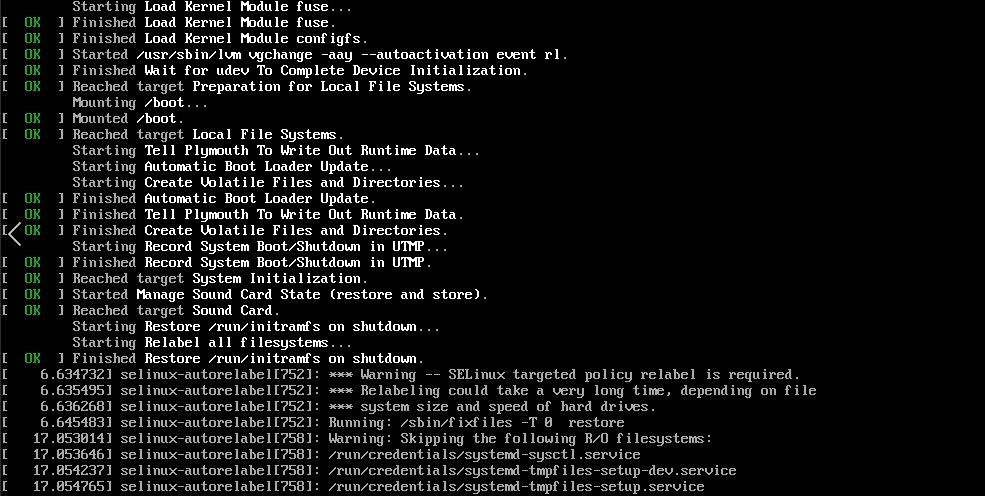 Starting Load Kernel Module fuse...
[  OK  ] Finished Load Kernel Module fuse.
[  OK  ] Finished Load Kernel Module configfs.
[  OK  ] Started /usr/sbin/lvm vgchange -aay --autoactivation event rl.
[  OK  ] Finished Wait for udev To Complete Device Initialization.
[  OK  ] Reached target Preparation for Local File Systems.
Mounting /boot...
[  OK  ] Mounted /boot.
[  OK  ] Reached target Local File Systems.
Starting Tell Plymouth To Write Out Runtime Data...
Starting Automatic Boot Loader Update...
Starting Create Volatile Files and Directories...
[  OK  ] Finished Automatic Boot Loader Update.
[  OK  ] Finished Tell Plymouth To Write Out Runtime Data.
[  OK  ] Finished Create Volatile Files and Directories.
Starting Record System Boot/Shutdown in UTMP...
[  OK  ] Finished Record System Boot/Shutdown in UTMP.
[  OK  ] Reached target System Initialization.
[  OK  ] Started Manage Sound Card State (restore and store).
[  OK  ] Reached target Sound Card.
Starting Restore /run/initramfs on shutdown...
Starting Relabel all filesystems...
[  OK  ] Finished Restore /run/initramfs on shutdown.
[    6.634732] selinux-autorelabel[752]: *** Warning -- SELinux targeted policy relabel is required.
[    6.635495] selinux-autorelabel[752]: *** Relabeling could take a very long time, depending on file
[    6.636268] selinux-autorelabel[752]: *** system size and speed of hard drives.
[    6.645483] selinux-autorelabel[752]: Running: /sbin/fixfiles -T 0  restore
[   17.053014] selinux-autorelabel[758]: Warning: Skipping the following R/O filesystems:
[   17.053646] selinux-autorelabel[758]: /run/credentials/systemd-sysctl.service
[   17.054237] selinux-autorelabel[758]: /run/credentials/systemd-tmpfiles-setup-dev.service
[   17.054765] selinux-autorelabel[758]: /run/credentials/systemd-tmpfiles-setup.service